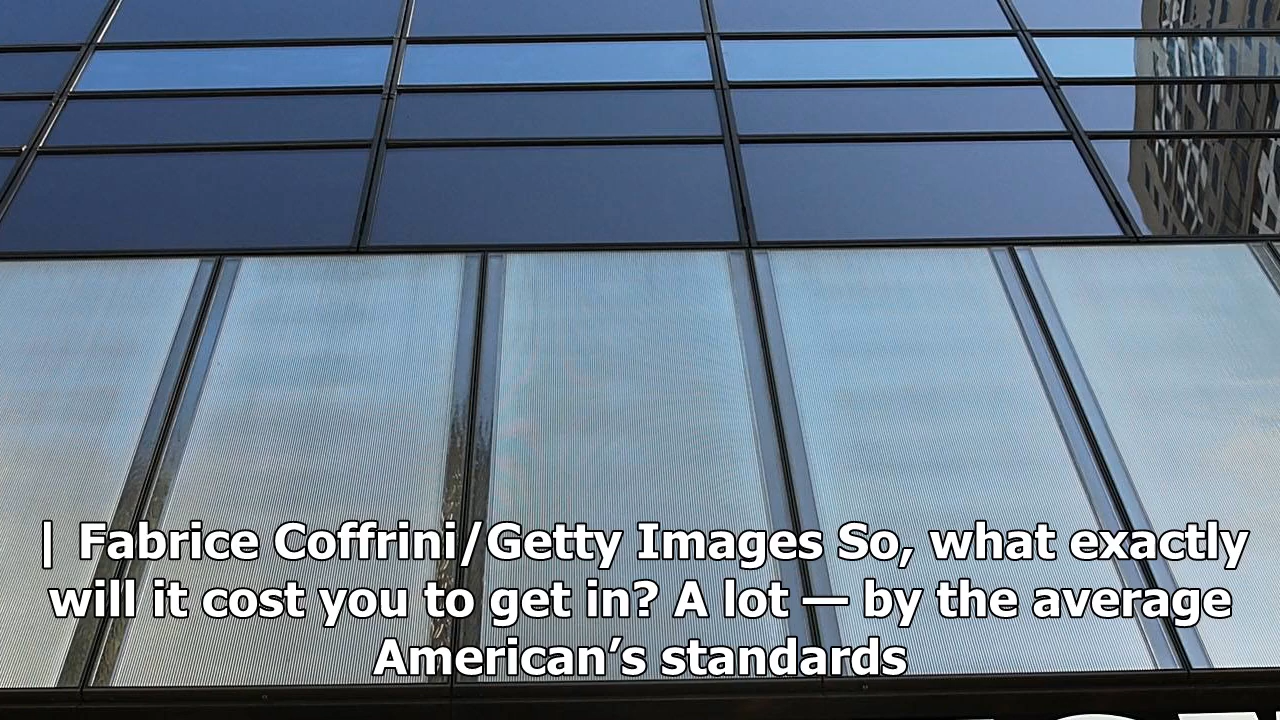 | Fabrice Coffrini/Getty Images So, what exactly
will it cost you to get in? A lot — by the average
American’s standards